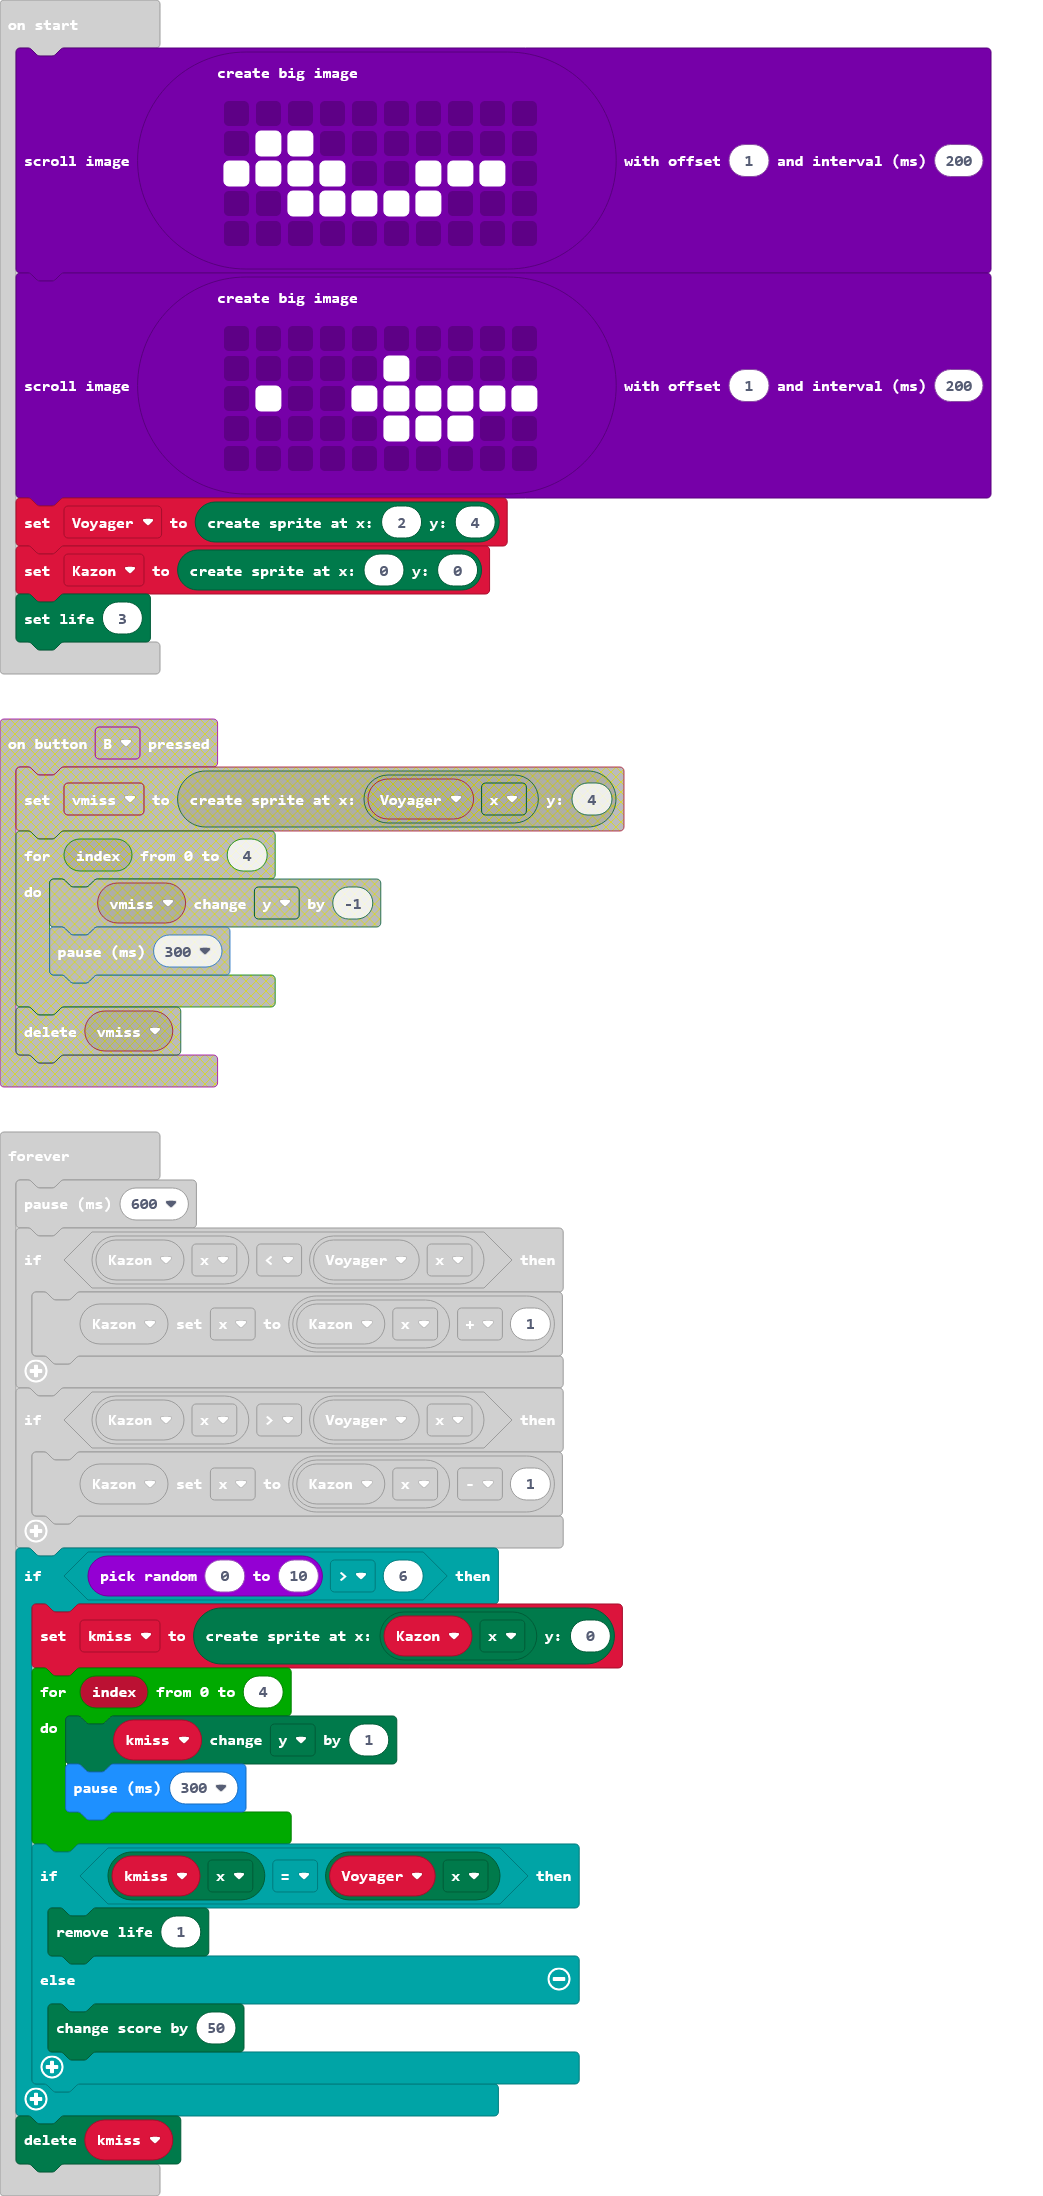 on start
create big image
scroll image with offset 1 and interval (ms) 200
create big image
scroll image with offset 1 and interval (ms) 200
set Voyager to create sprite at x: 2 y: 4
set Kazon to create sprite at x: 0 y: 0
set life 3
on button B pressed
set vmiss to create sprite at x: Voyager x y: 4
for index from 0 to 4
do
vmiss change y by -1
pause (ms) 300
delete vmiss
forever
pause (ms) 600
if Kazon x < Voyager x then
Kazon set x to Kazon x + 1
if Kazon x > Voyager x then
Kazon set x to Kazon x - 1
if pick random 0 to 10 > 6 then
set kmiss to create sprite at x: Kazon x y: 0
for index from 0 to 4
do
kmiss change y by 1
pause (ms) 300
if kmiss x = Voyager x then
remove life 1
else
change score by 50
delete kmiss